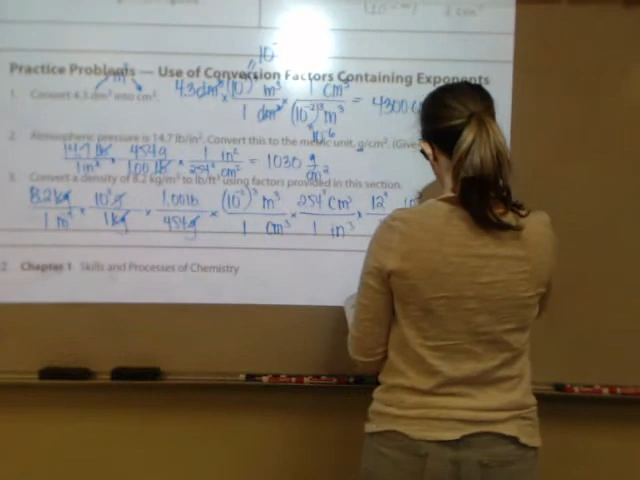 Practice Problems — Use of Conversion Factors Containing Exponents
1. Convert 4.3 dm³ into cm³.
4.3 dm³ × (10⁻¹)³ m³ / 1 dm³ × 1 cm³ / (10⁻²)³ m³ = 4300
10⁻⁶
2. Atmospheric pressure is 14.7 lb/in². Convert this to the metric unit, g/cm². (Give
14.7 lb / 1 in² × 454 g / 1.00 lb × 1 in² / 2.54² cm² = 1030 g/cm²
3. Convert a density of 8.2 kg/m³ to lb/ft³ using factors provided in this section.
8.2 kg / 1 m³ × 10³ g / 1 kg × 1.00 lb / 454 g × (10⁻²)³ m³ / 1 cm³ × 2.54³ cm³ / 1 in³ × 12³
2 Chapter 1 Skills and Processes of Chemistry